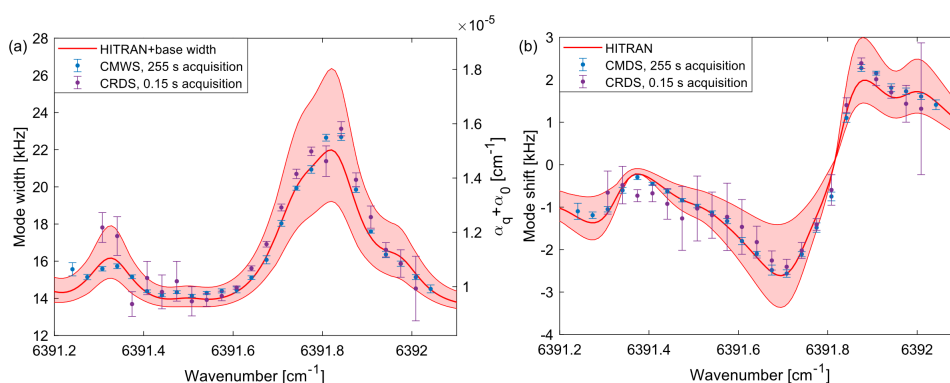 (a)
28
26
24
22
20
18
16
14
12
Mode width [kHz]
HITRAN+base width
CMWS, 255 s acquisition
CRDS, 0.15 s acquisition
×10⁻⁵
1.8
1.6
1.4
1.2
1
α_q+α_0 [cm⁻¹]
6391.2 6391.4 6391.6 6391.8 6392
Wavenumber [cm⁻¹]
(b)
3
2
1
0
-1
-2
-3
-4
Mode shift [kHz]
HITRAN
CMDS, 255 s acquisition
CRDS, 0.15 s acquisition
6391.2 6391.4 6391.6 6391.8 6392
Wavenumber [cm⁻¹]